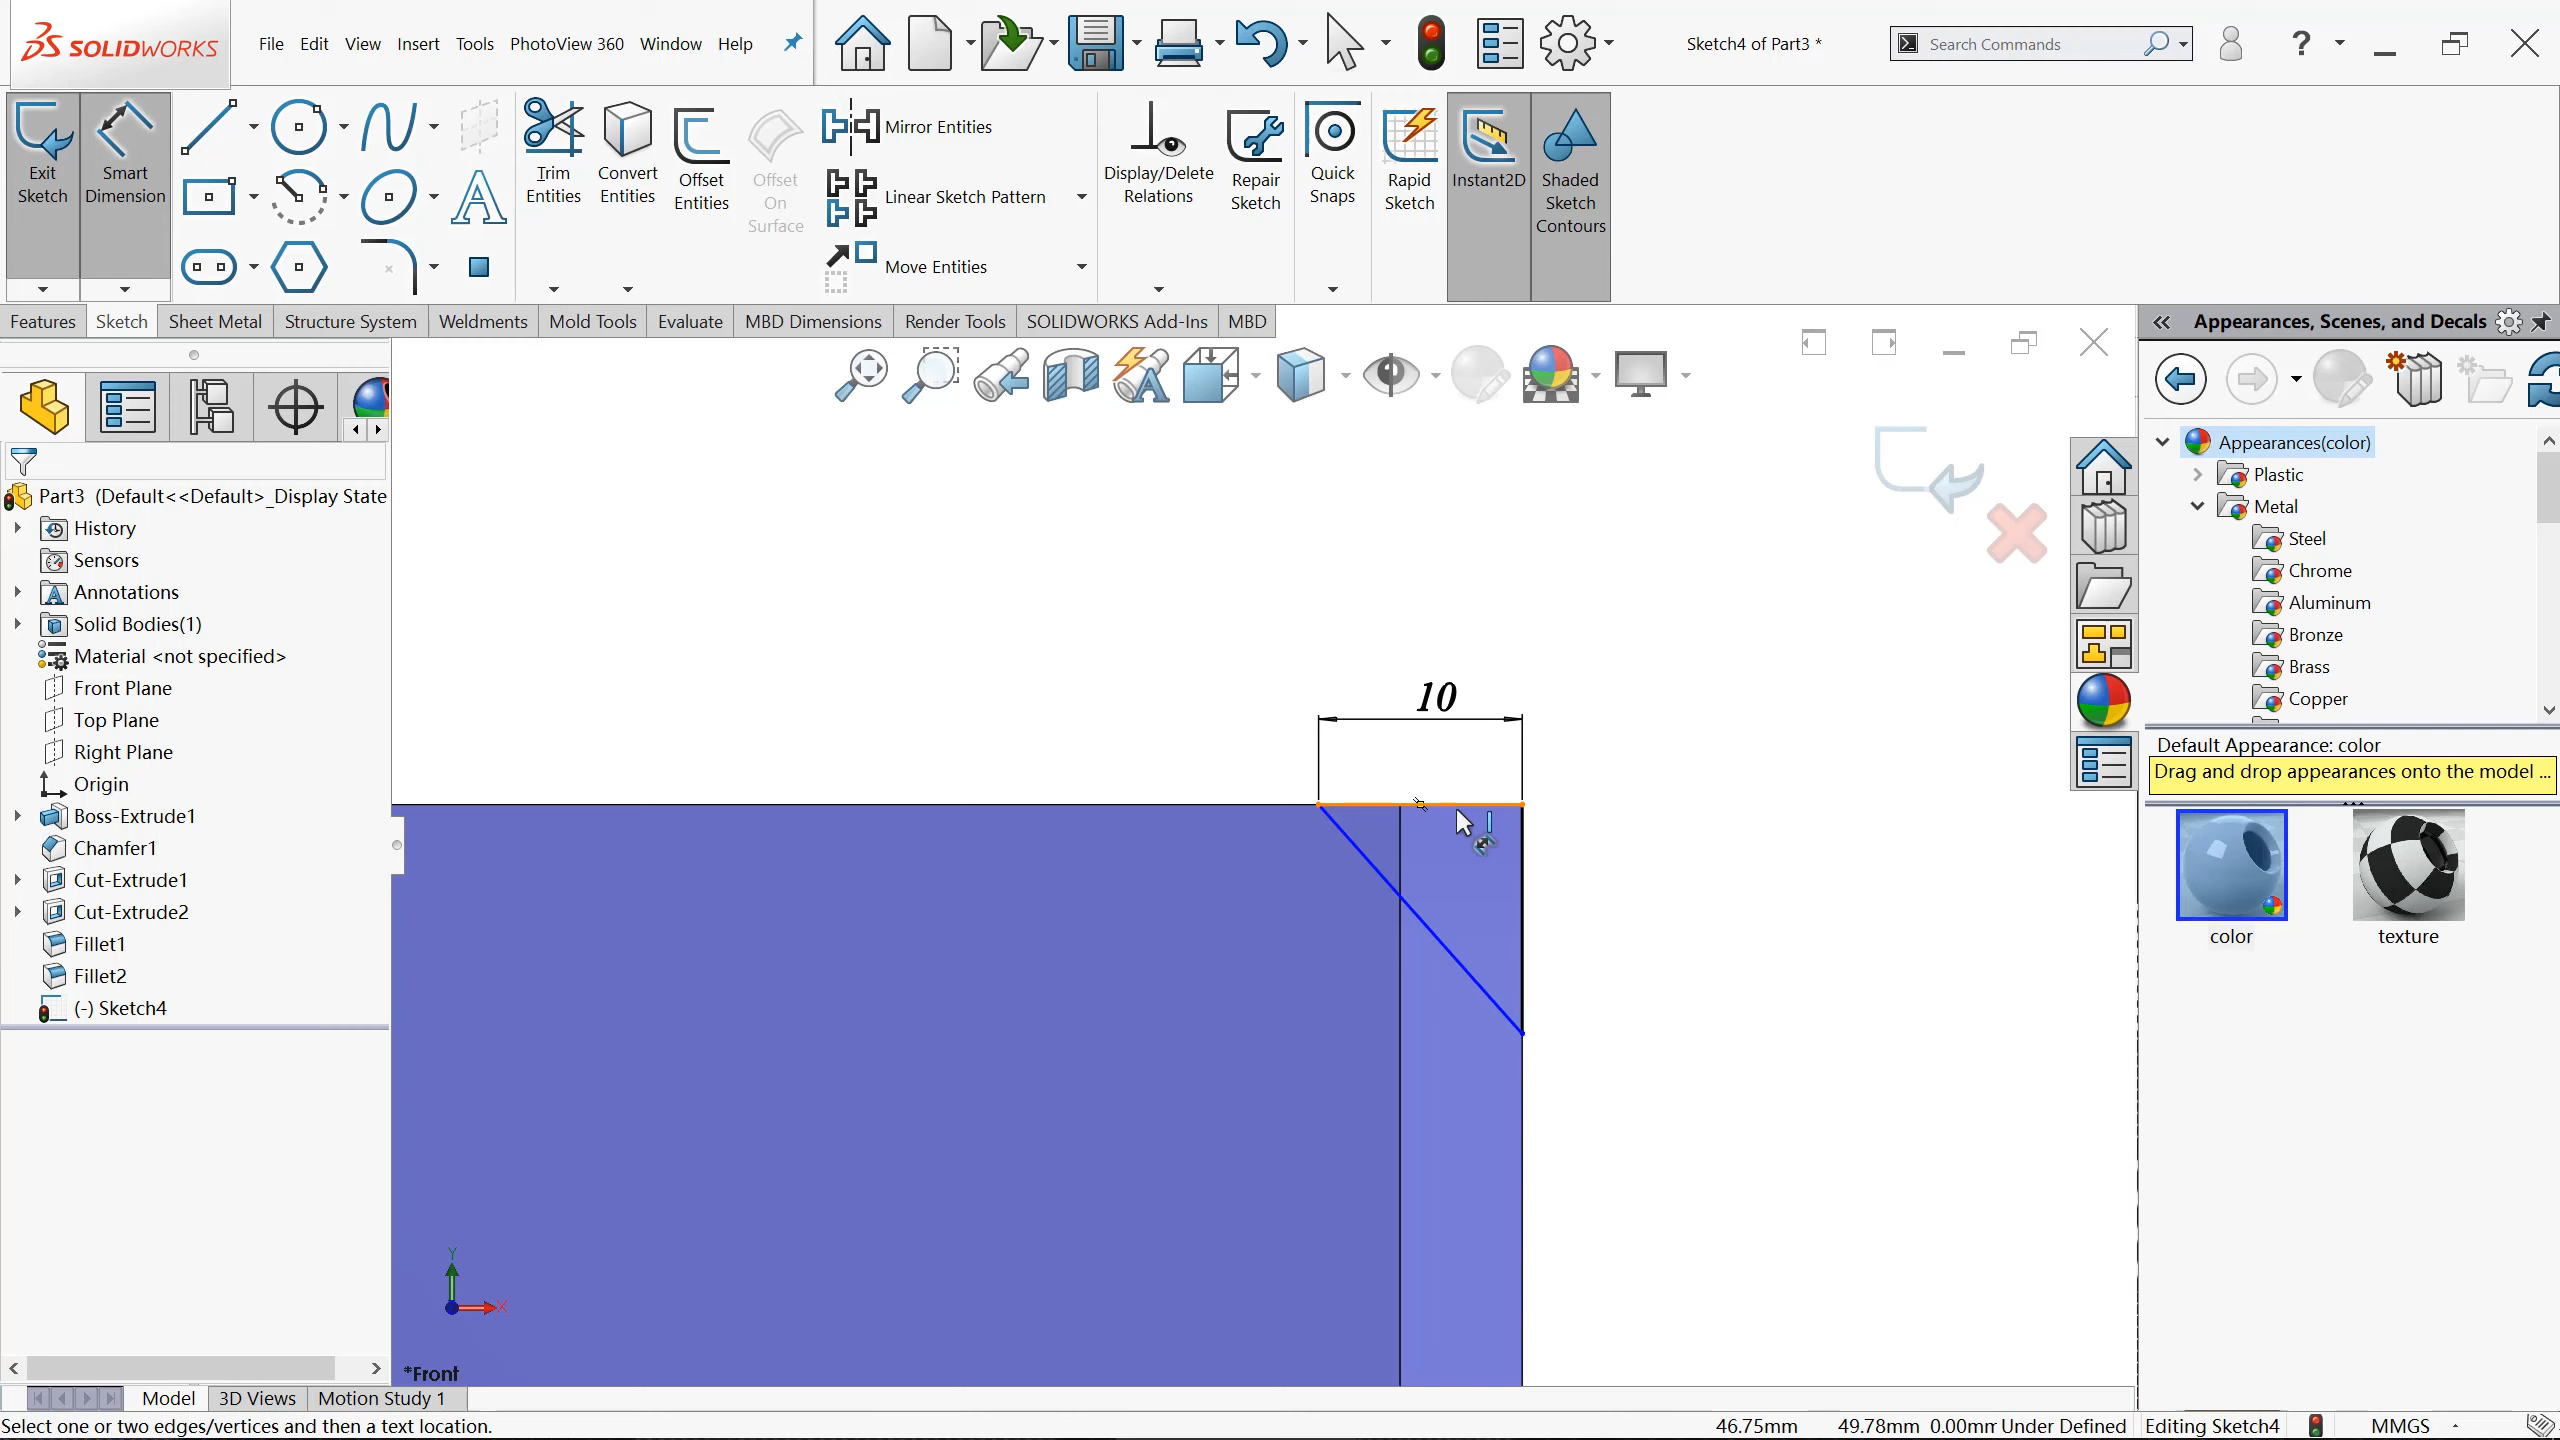 SOLIDWORKS
File Edit View Insert Tools PhotoView 360 Window Help
Sketch4 of Part3 *
Search Commands
?
Exit Sketch
Smart Dimension
Trim Entities
Convert Entities
Offset Entities
Offset On Surface
Mirror Entities
Linear Sketch Pattern
Move Entities
Display/Delete Relations
Repair Sketch
Quick Snaps
Rapid Sketch
Instant2D
Shaded Sketch Contours
Features Sketch Sheet Metal Structure System Weldments Mold Tools Evaluate MBD Dimensions Render Tools SOLIDWORKS Add-Ins MBD
Part3 (Default<<Default>_Display State
History
Sensors
Annotations
Solid Bodies(1)
Material <not specified>
Front Plane
Top Plane
Right Plane
Origin
Boss-Extrude1
Chamfer1
Cut-Extrude1
Cut-Extrude2
Fillet1
Fillet2
(-) Sketch4
10
Y
X
*Front
Appearances, Scenes, and Decals
Appearances(color)
Plastic
Metal
Steel
Chrome
Aluminum
Bronze
Brass
Copper
Default Appearance: color
Drag and drop appearances onto the model ...
color
texture
Model 3D Views Motion Study 1
Select one or two edges/vertices and then a text location.
46.75mm 49.78mm 0.00mm Under Defined Editing Sketch4 MMGS